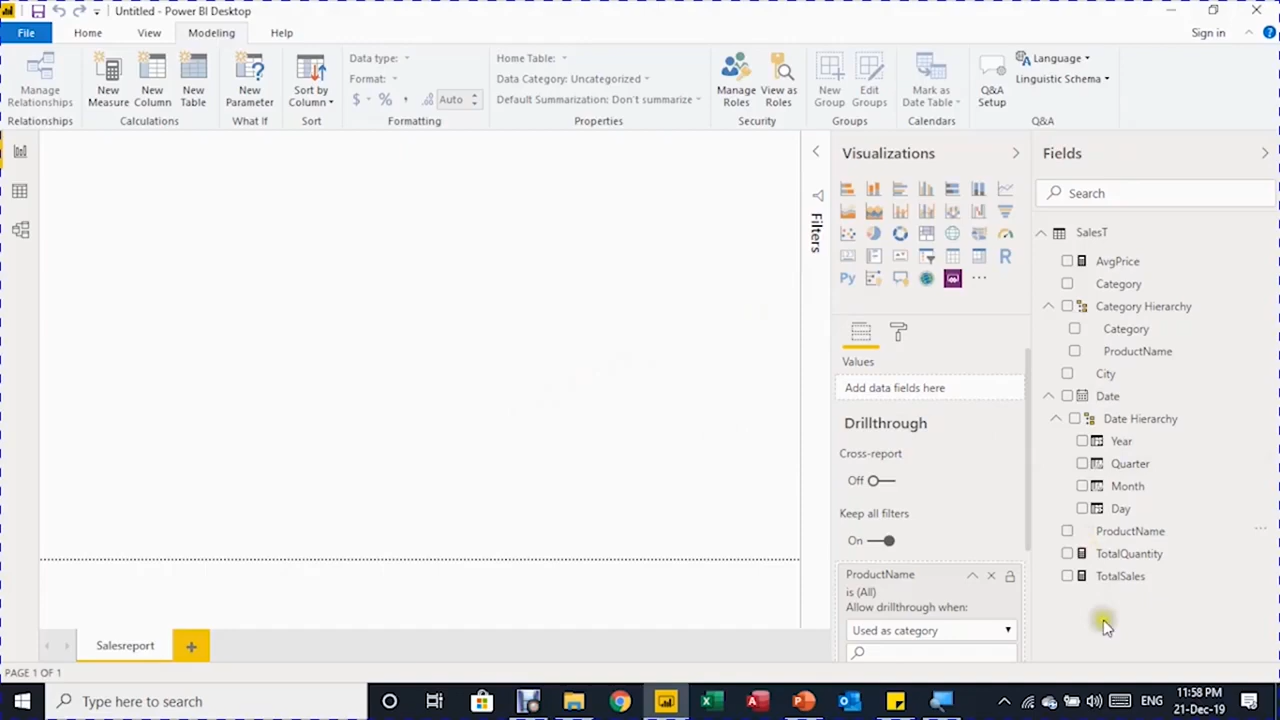 Untitled - Power BI Desktop
File
Home
View
Modeling
Help
Sign in
Manage Relationships
New Measure
New Column
New Table
New Parameter
Sort by Column
Data type:
Format:
$ % , Auto
Home Table:
Data Category: Uncategorized
Default Summarization: Don't summarize
Manage Roles
View as Roles
New Group
Edit Groups
Mark as Date Table
Q&A Setup
Language
Linguistic Schema
Relationships
Calculations
What If
Sort
Formatting
Properties
Security
Groups
Calendars
Q&A
Filters
Visualizations
R
Py
Values
Add data fields here
Drillthrough
Cross-report
Off
Keep all filters
On
ProductName
is (All)
Allow drillthrough when:
Used as category
Fields
Search
SalesT
AvgPrice
Category
Category Hierarchy
Category
ProductName
City
Date
Date Hierarchy
Year
Quarter
Month
Day
ProductName
TotalQuantity
TotalSales
Salesreport
PAGE 1 OF 1
Type here to search
ENG
11:58 PM
21-Dec-19